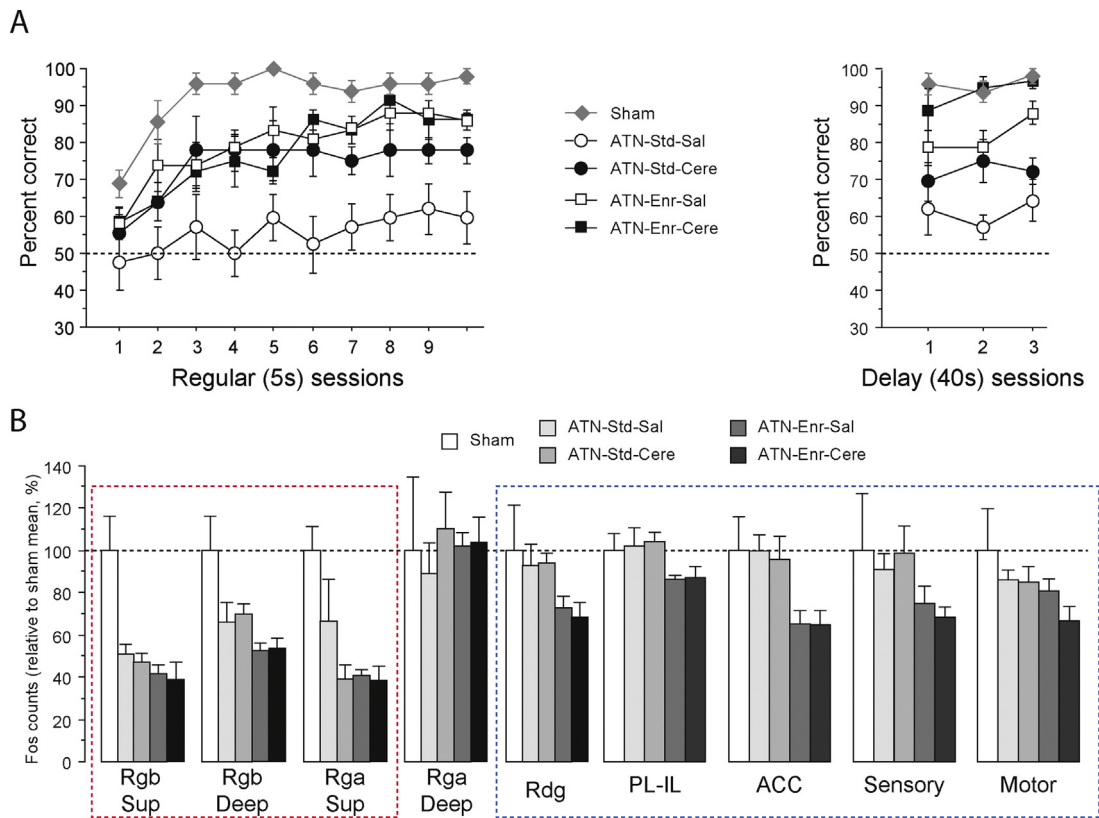 A
Percent correct
100
90
80
70
60
50
40
30
1 2 3 4 5 6 7 8 9
Regular (5s) sessions
Sham
ATN-Std-Sal
ATN-Std-Cere
ATN-Enr-Sal
ATN-Enr-Cere
Percent correct
100
90
80
70
60
50
40
30
1 2 3
Delay (40s) sessions
B
Sham
ATN-Std-Sal
ATN-Std-Cere
ATN-Enr-Sal
ATN-Enr-Cere
Fos counts (relative to sham mean, %)
140
120
100
80
60
40
20
0
Rgb
Sup
Rgb
Deep
Rga
Sup
Rga
Deep
Rdg
PL-IL
ACC
Sensory
Motor